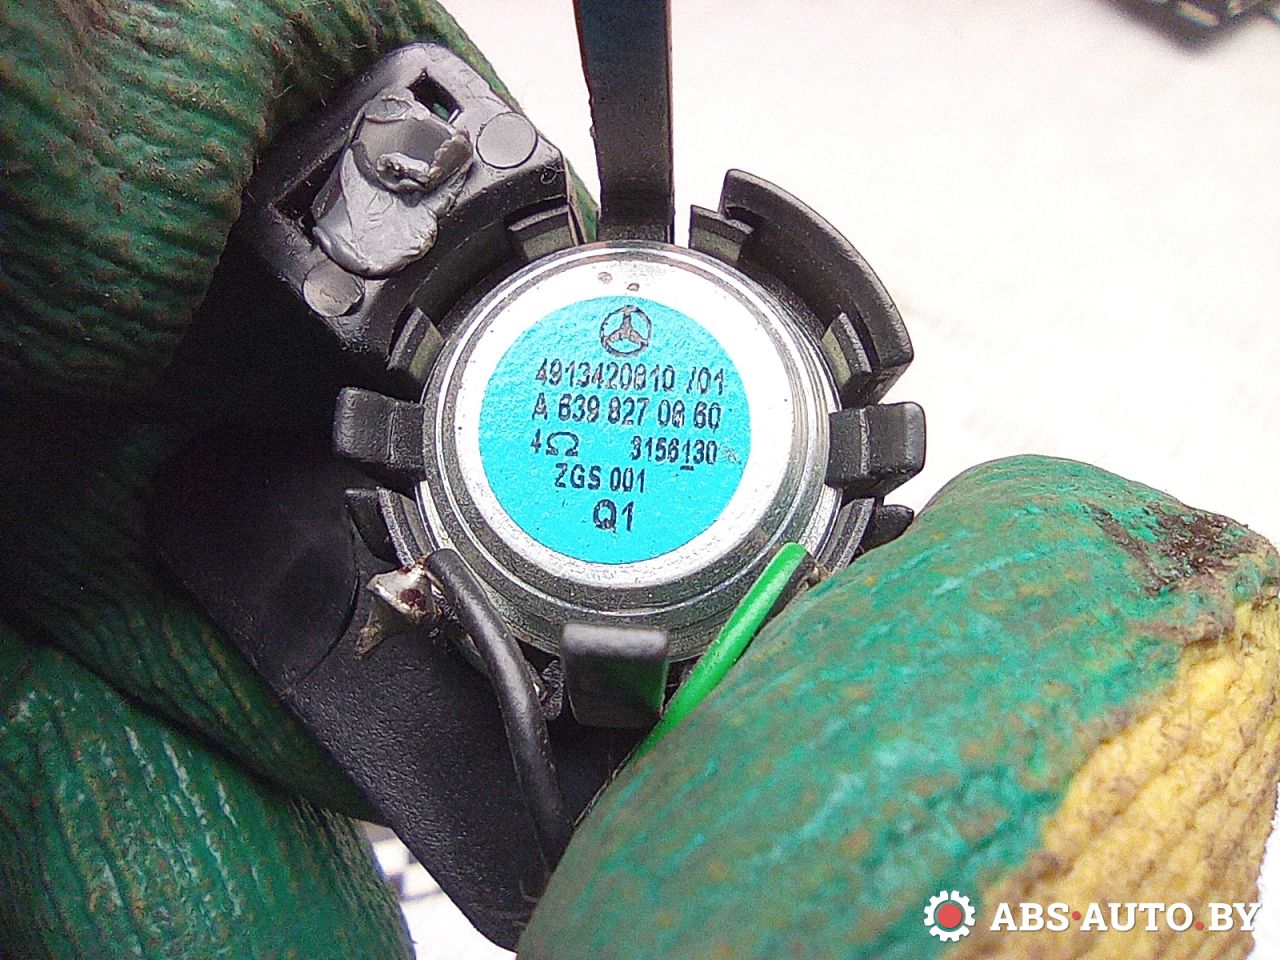 4913420810 /01
A 639 827 08 60
4Ω 3156130
ZGS 001
Q1
ABS·AUTO.BY